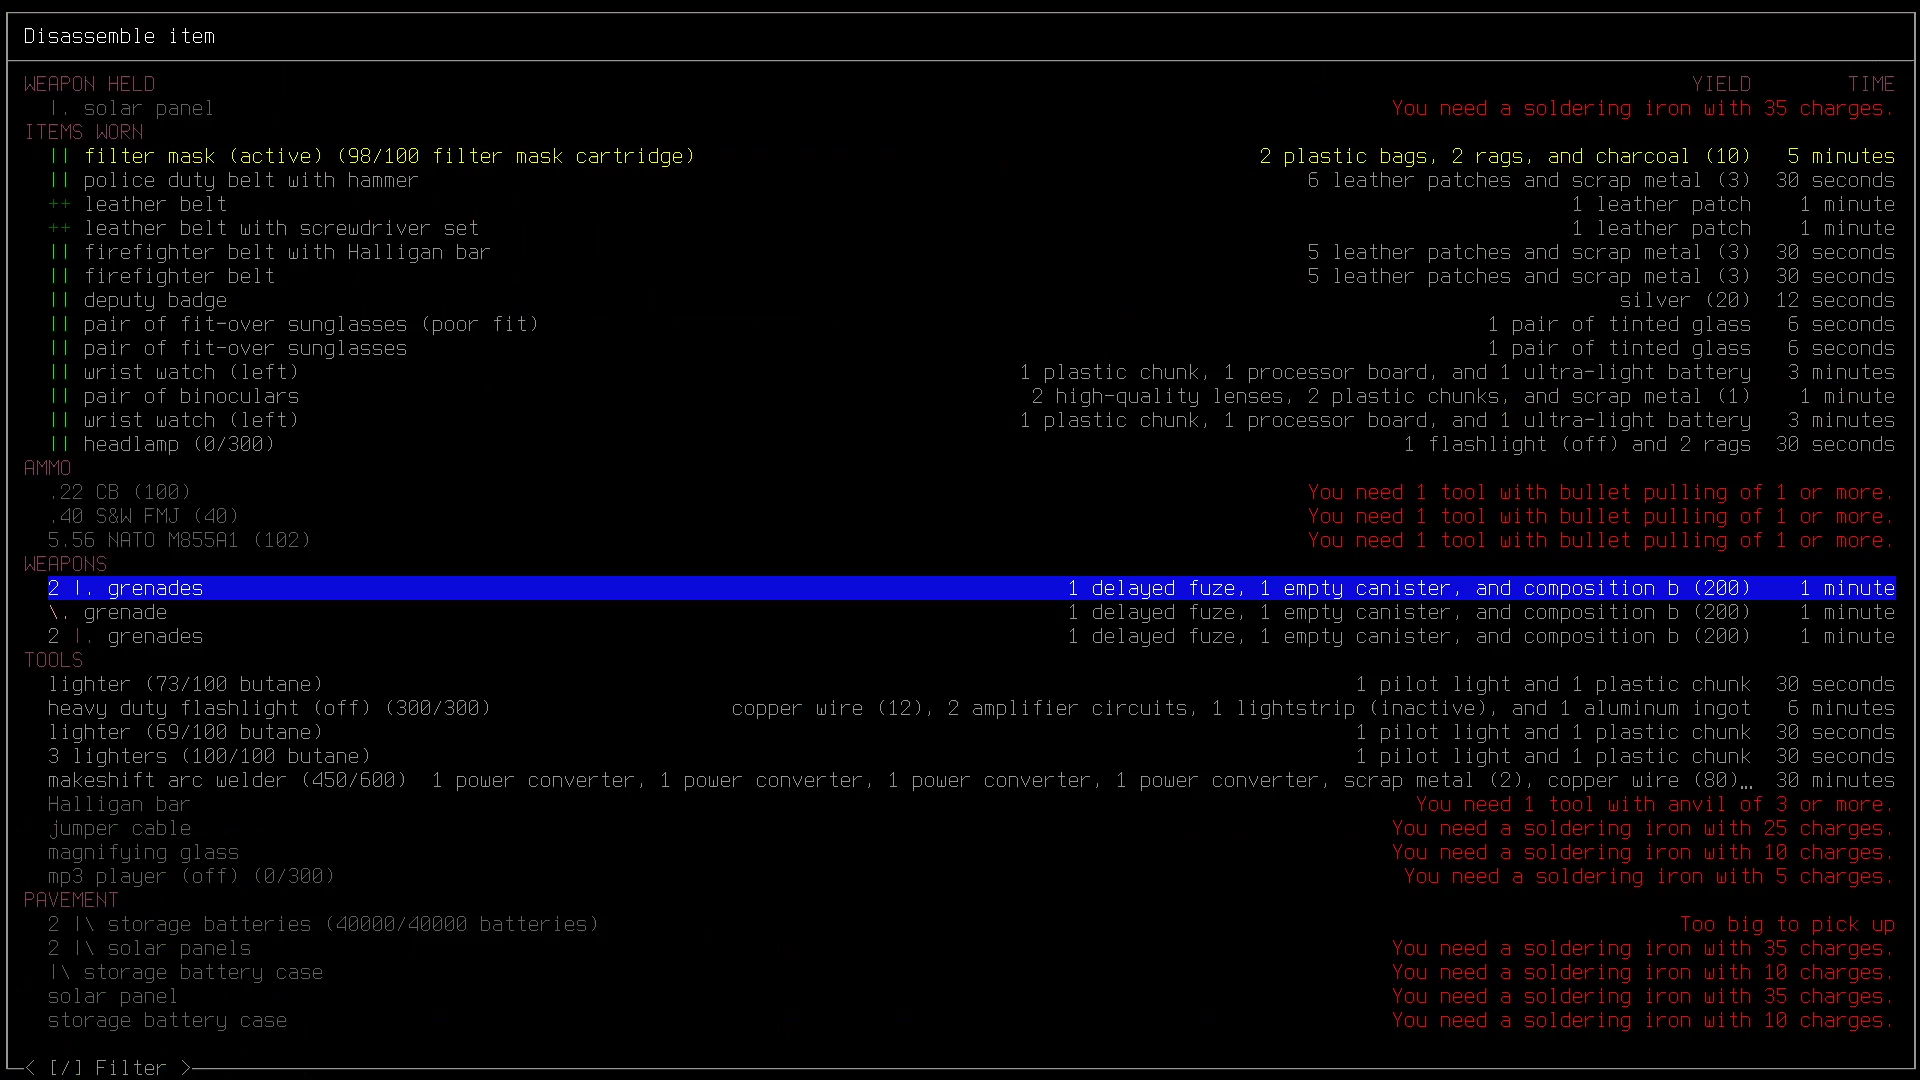 Disassemble item
WEAPON HELD YIELD TIME
|. solar panel You need a soldering iron with 35 charges.
ITEMS WORN
|| filter mask (active) (98/100 filter mask cartridge) 2 plastic bags, 2 rags, and charcoal (10) 5 minutes
|| police duty belt with hammer 6 leather patches and scrap metal (3) 30 seconds
++ leather belt 1 leather patch 1 minute
++ leather belt with screwdriver set 1 leather patch 1 minute
|| firefighter belt with Halligan bar 5 leather patches and scrap metal (3) 30 seconds
|| firefighter belt 5 leather patches and scrap metal (3) 30 seconds
|| deputy badge silver (20) 12 seconds
|| pair of fit-over sunglasses (poor fit) 1 pair of tinted glass 6 seconds
|| pair of fit-over sunglasses 1 pair of tinted glass 6 seconds
|| wrist watch (left) 1 plastic chunk, 1 processor board, and 1 ultra-light battery 3 minutes
|| pair of binoculars 2 high-quality lenses, 2 plastic chunks, and scrap metal (1) 1 minute
|| wrist watch (left) 1 plastic chunk, 1 processor board, and 1 ultra-light battery 3 minutes
|| headlamp (0/300) 1 flashlight (off) and 2 rags 30 seconds
AMMO
.22 CB (100) You need 1 tool with bullet pulling of 1 or more.
.40 S&W FMJ (40) You need 1 tool with bullet pulling of 1 or more.
5.56 NATO M855A1 (102) You need 1 tool with bullet pulling of 1 or more.
WEAPONS
2 |. grenades 1 delayed fuze, 1 empty canister, and composition b (200) 1 minute
\. grenade 1 delayed fuze, 1 empty canister, and composition b (200) 1 minute
2 |. grenades 1 delayed fuze, 1 empty canister, and composition b (200) 1 minute
TOOLS
lighter (73/100 butane) 1 pilot light and 1 plastic chunk 30 seconds
heavy duty flashlight (off) (300/300) copper wire (12), 2 amplifier circuits, 1 lightstrip (inactive), and 1 aluminum ingot 6 minutes
lighter (69/100 butane) 1 pilot light and 1 plastic chunk 30 seconds
3 lighters (100/100 butane) 1 pilot light and 1 plastic chunk 30 seconds
makeshift arc welder (450/600) 1 power converter, 1 power converter, 1 power converter, 1 power converter, scrap metal (2), copper wire (80)… 30 minutes
Halligan bar You need 1 tool with anvil of 3 or more.
jumper cable You need a soldering iron with 25 charges.
magnifying glass You need a soldering iron with 10 charges.
mp3 player (off) (0/300) You need a soldering iron with 5 charges.
PAVEMENT
2 |\ storage batteries (40000/40000 batteries) Too big to pick up
2 |\ solar panels You need a soldering iron with 35 charges.
|\ storage battery case You need a soldering iron with 10 charges.
solar panel You need a soldering iron with 35 charges.
storage battery case You need a soldering iron with 10 charges.
< [/] Filter >